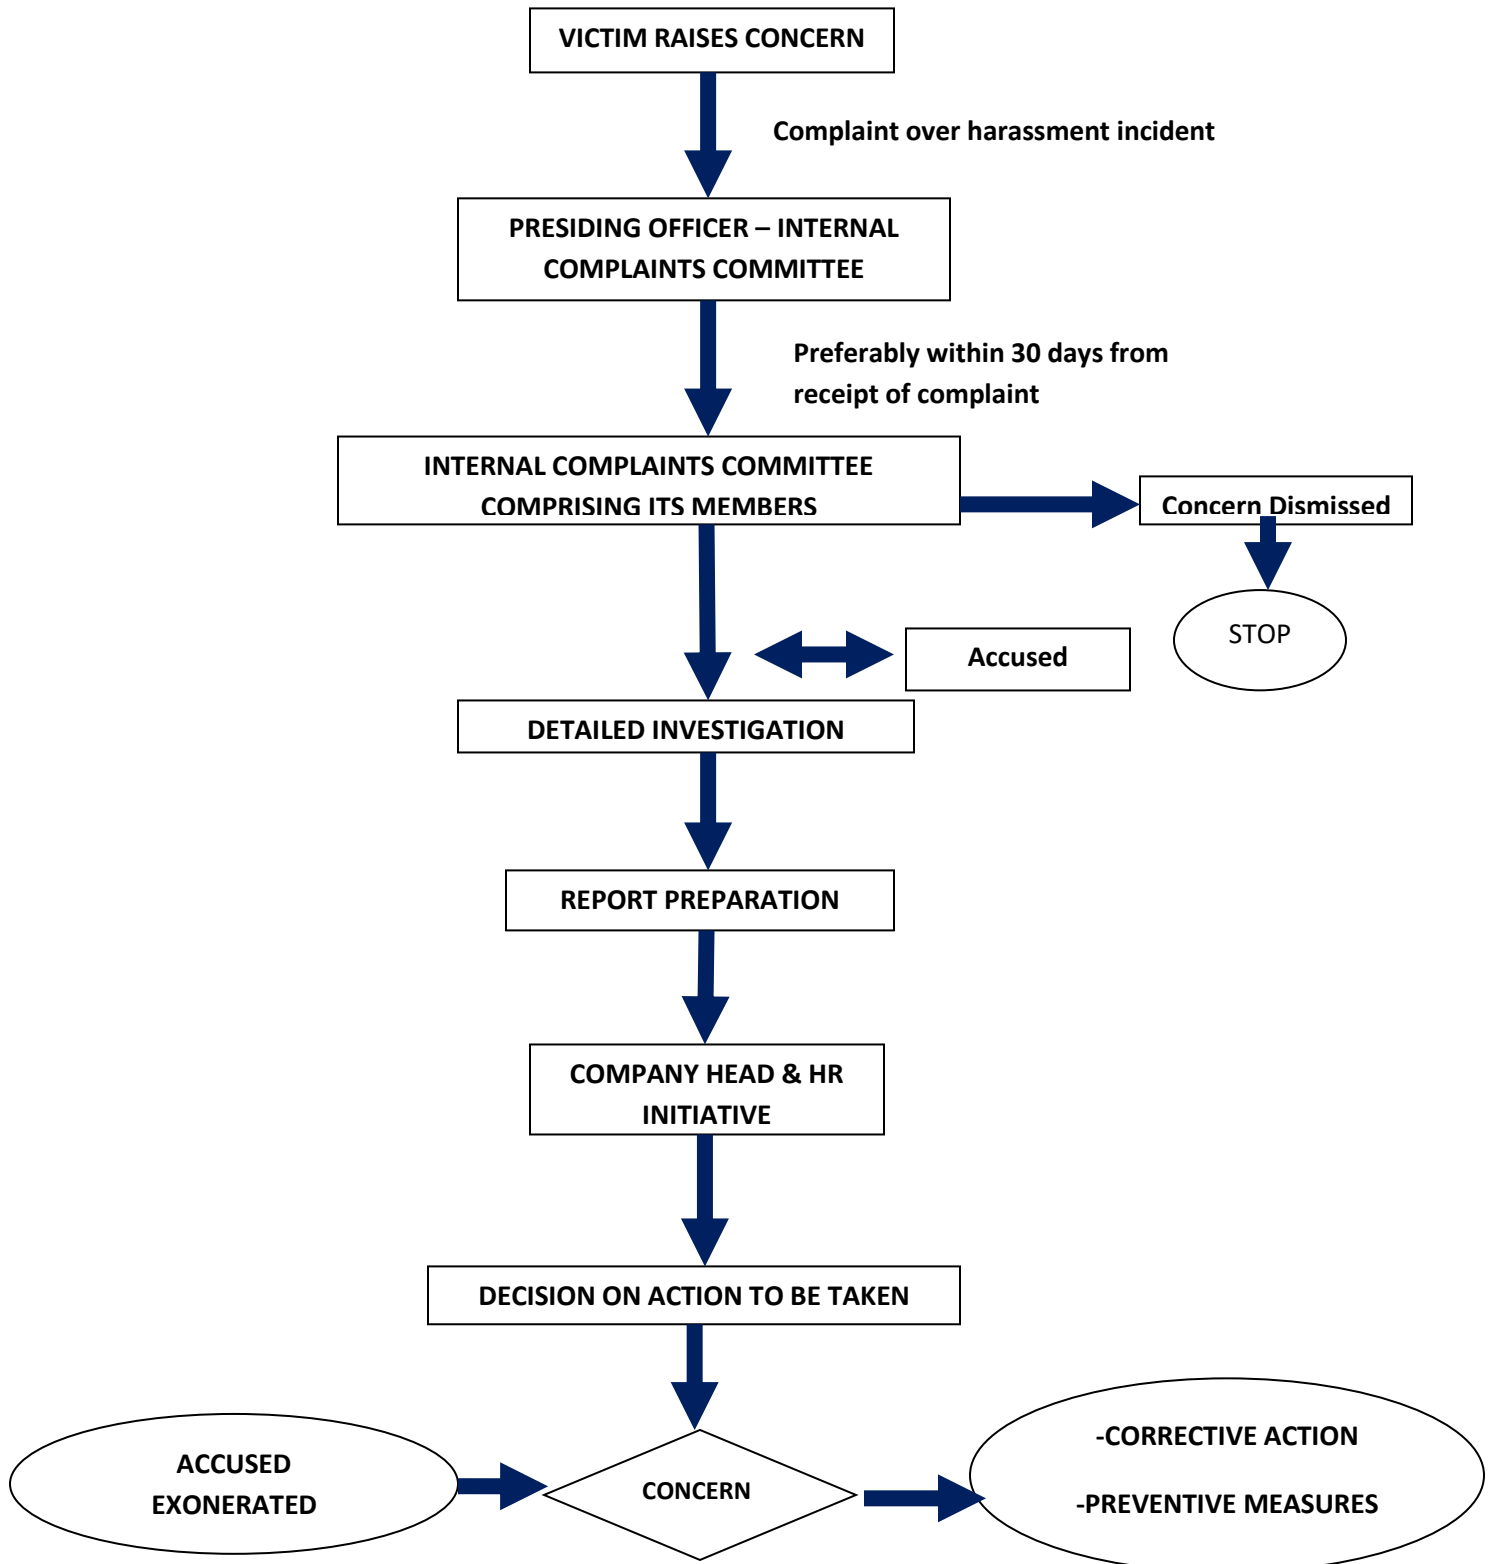 VICTIM RAISES CONCERN
Complaint over harassment incident
PRESIDING OFFICER – INTERNAL
COMPLAINTS COMMITTEE
Preferably within 30 days from
receipt of complaint
INTERNAL COMPLAINTS COMMITTEE
COMPRISING ITS MEMBERS
Concern Dismissed
STOP
Accused
DETAILED INVESTIGATION
REPORT PREPARATION
COMPANY HEAD & HR
INITIATIVE
DECISION ON ACTION TO BE TAKEN
ACCUSED
EXONERATED
CONCERN
-CORRECTIVE ACTION
-PREVENTIVE MEASURES